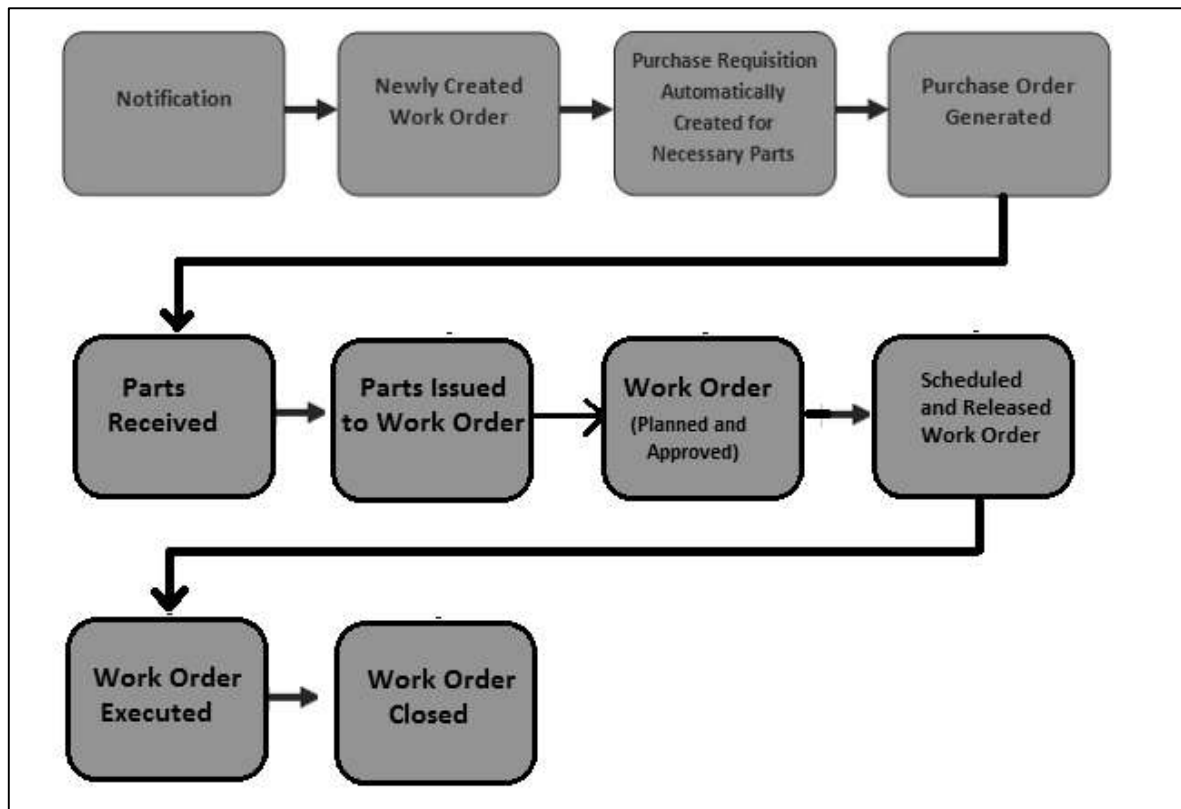 Notification
Newly Created
Work Order
Purchase Requisition
Automatically
Created for
Necessary Parts
Purchase Order
Generated
Parts
Received
Parts Issued
to Work Order
Work Order
(Planned and
Approved)
Scheduled
and Released
Work Order
Work Order
Executed
Work Order
Closed